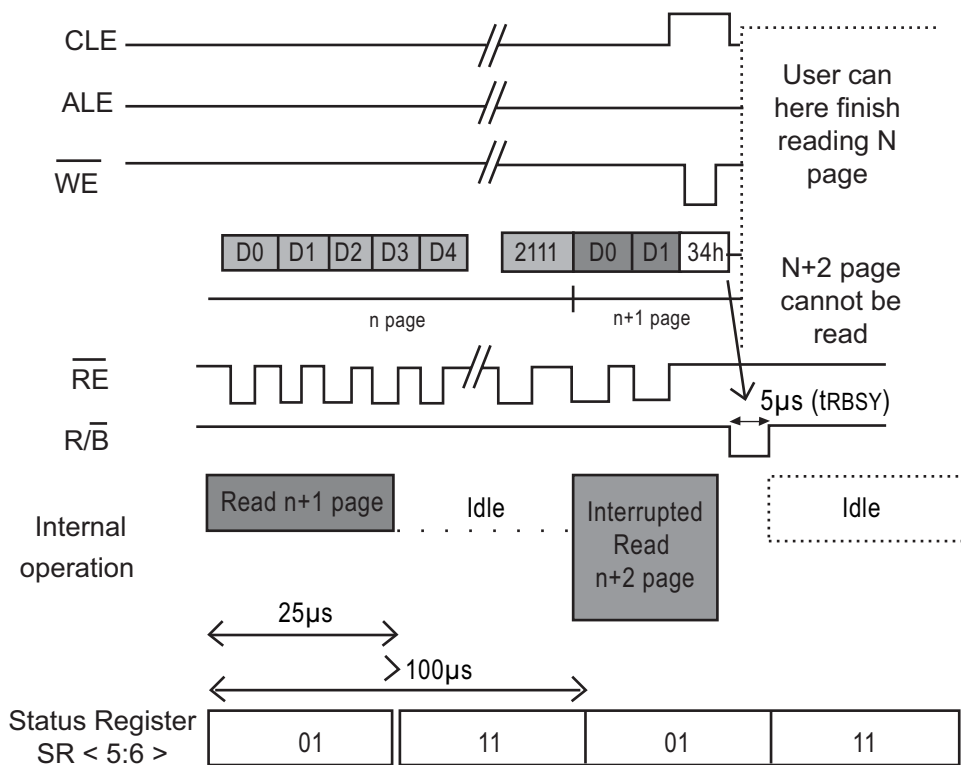 CLE
ALE
WE
User can
here finish
reading N
page
D0 D1 D2 D3 D4 2111 D0 D1 34h
n page n+1 page
N+2 page
cannot be
read
RE
5µs (tRBSY)
R/B
Internal
operation
Read n+1 page
Idle
Interrupted
Read
n+2 page
Idle
25µs
100µs
Status Register
SR < 5:6 >
01 11 01 11